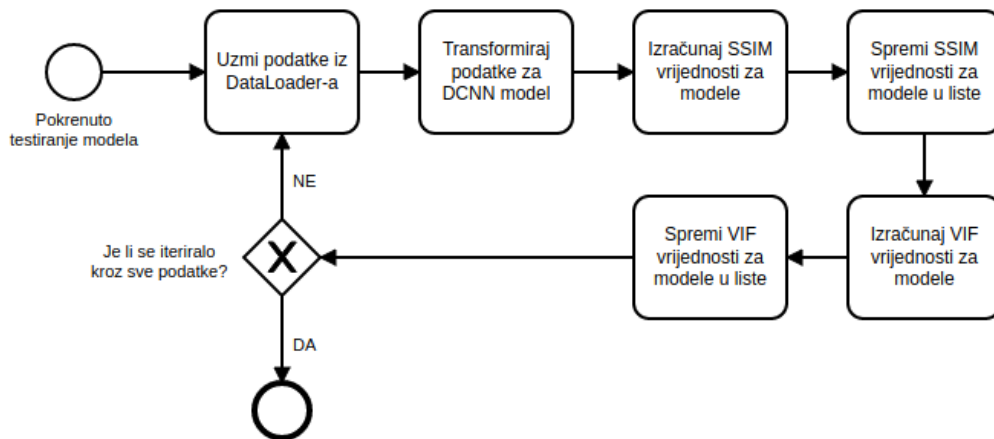 Uzmi podatke iz
DataLoader-a
Transformiraj
podatke za
DCNN model
Izračunaj SSIM
vrijednosti za
modele
Spremi SSIM
vrijednosti za
modele u liste
Pokrenuto
testiranje modela
NE
Je li se iteriralo
kroz sve podatke?
X
Spremi VIF
vrijednosti za
modele u liste
Izračunaj VIF
vrijednosti za
modele
DA